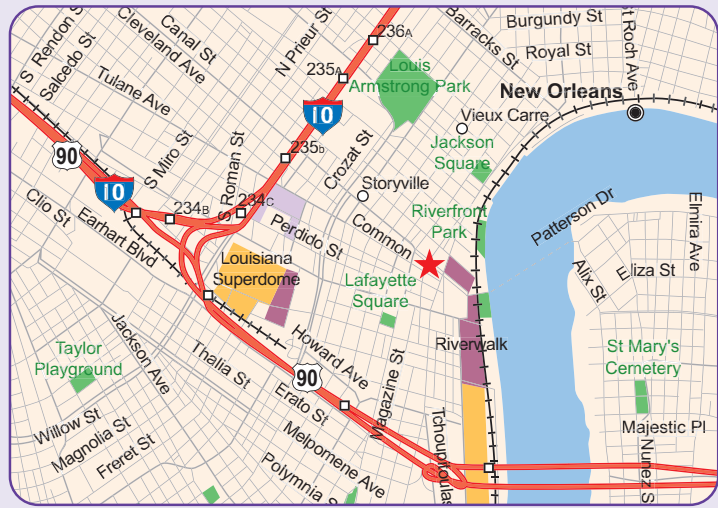 S Rendon St
Salcedo St
Canal St
Cleveland Ave
Tulane Ave
N Prieur St
236A
Barracks St
Burgundy St
Royal St
St Roch Ave
235A
Louis
Armstrong Park
New Orleans
10
Vieux Carre
90
10
S Miro St
S Roman St
235b
Crozat St
Jackson
Square
Storyville
234B
234C
Clio St
Earhart Blvd
Perdido St
Common
Riverfront
Park
Patterson Dr
Elmira Ave
Louisiana
Superdome
Lafayette
Square
Alix St
Eliza St
Jackson Ave
Taylor
Playground
Thalia St
Howard Ave
Riverwalk
St Mary's
Cemetery
90
Erato St
Magazine St
Willow St
Magnolia St
Freret St
Melpomene Ave
Polymnia S
Tchoupitoulas
Majestic Pl
Nunez S